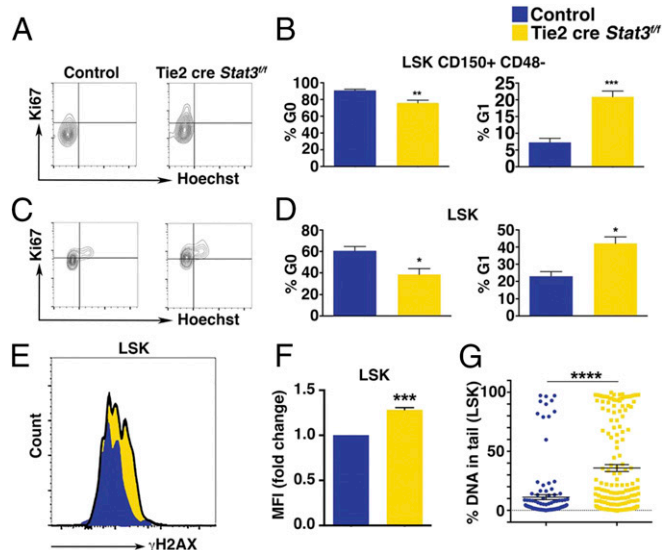 Control
Tie2 cre Stat3f/f
A
Control
Tie2 cre Stat3f/f
Ki67
Hoechst
B
LSK CD150+ CD48-
% G0
100
80
60
40
20
0
**
% G1
25
20
15
10
5
0
***
C
Ki67
Hoechst
D
LSK
% G0
80
60
40
20
0
*
% G1
50
40
30
20
10
0
*
E
LSK
Count
γH2AX
F
LSK
MFI (fold change)
1.5
1.0
0.5
0.0
***
G
% DNA in tail (LSK)
100
50
0
****